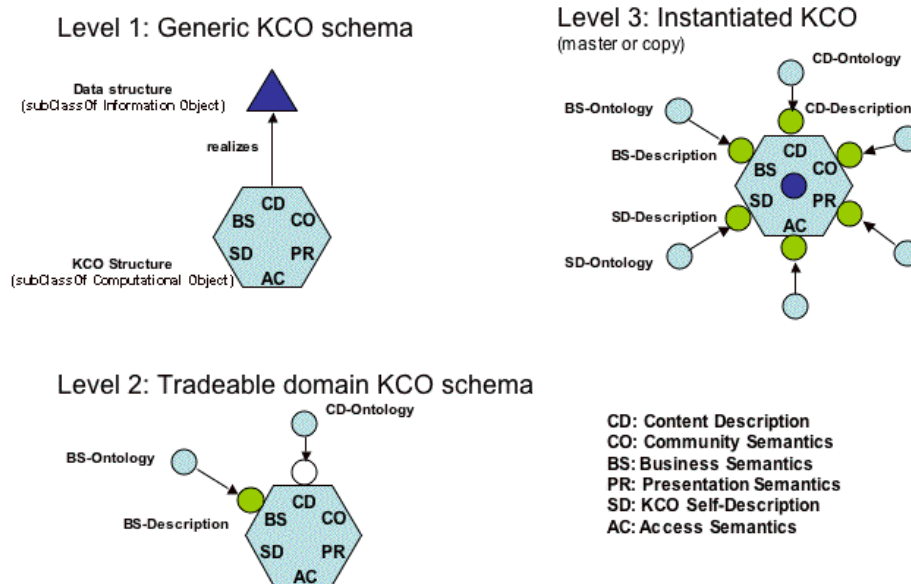 Level 1: Generic KCO schema
Data structure
(subClassOf Information Object)
realizes
CD
BS
CO
SD
PR
AC
KCO Structure
(subClassOf Computational Object)
Level 3: Instantiated KCO
(master or copy)
CD-Ontology
BS-Ontology
CD-Description
BS-Description
CD
BS
CO
SD
PR
AC
SD-Description
SD-Ontology
Level 2: Tradeable domain KCO schema
CD-Ontology
BS-Ontology
BS-Description
CD
BS
CO
SD
PR
AC
CD: Content Description
CO: Community Semantics
BS: Business Semantics
PR: Presentation Semantics
SD: KCO Self-Description
AC: Access Semantics